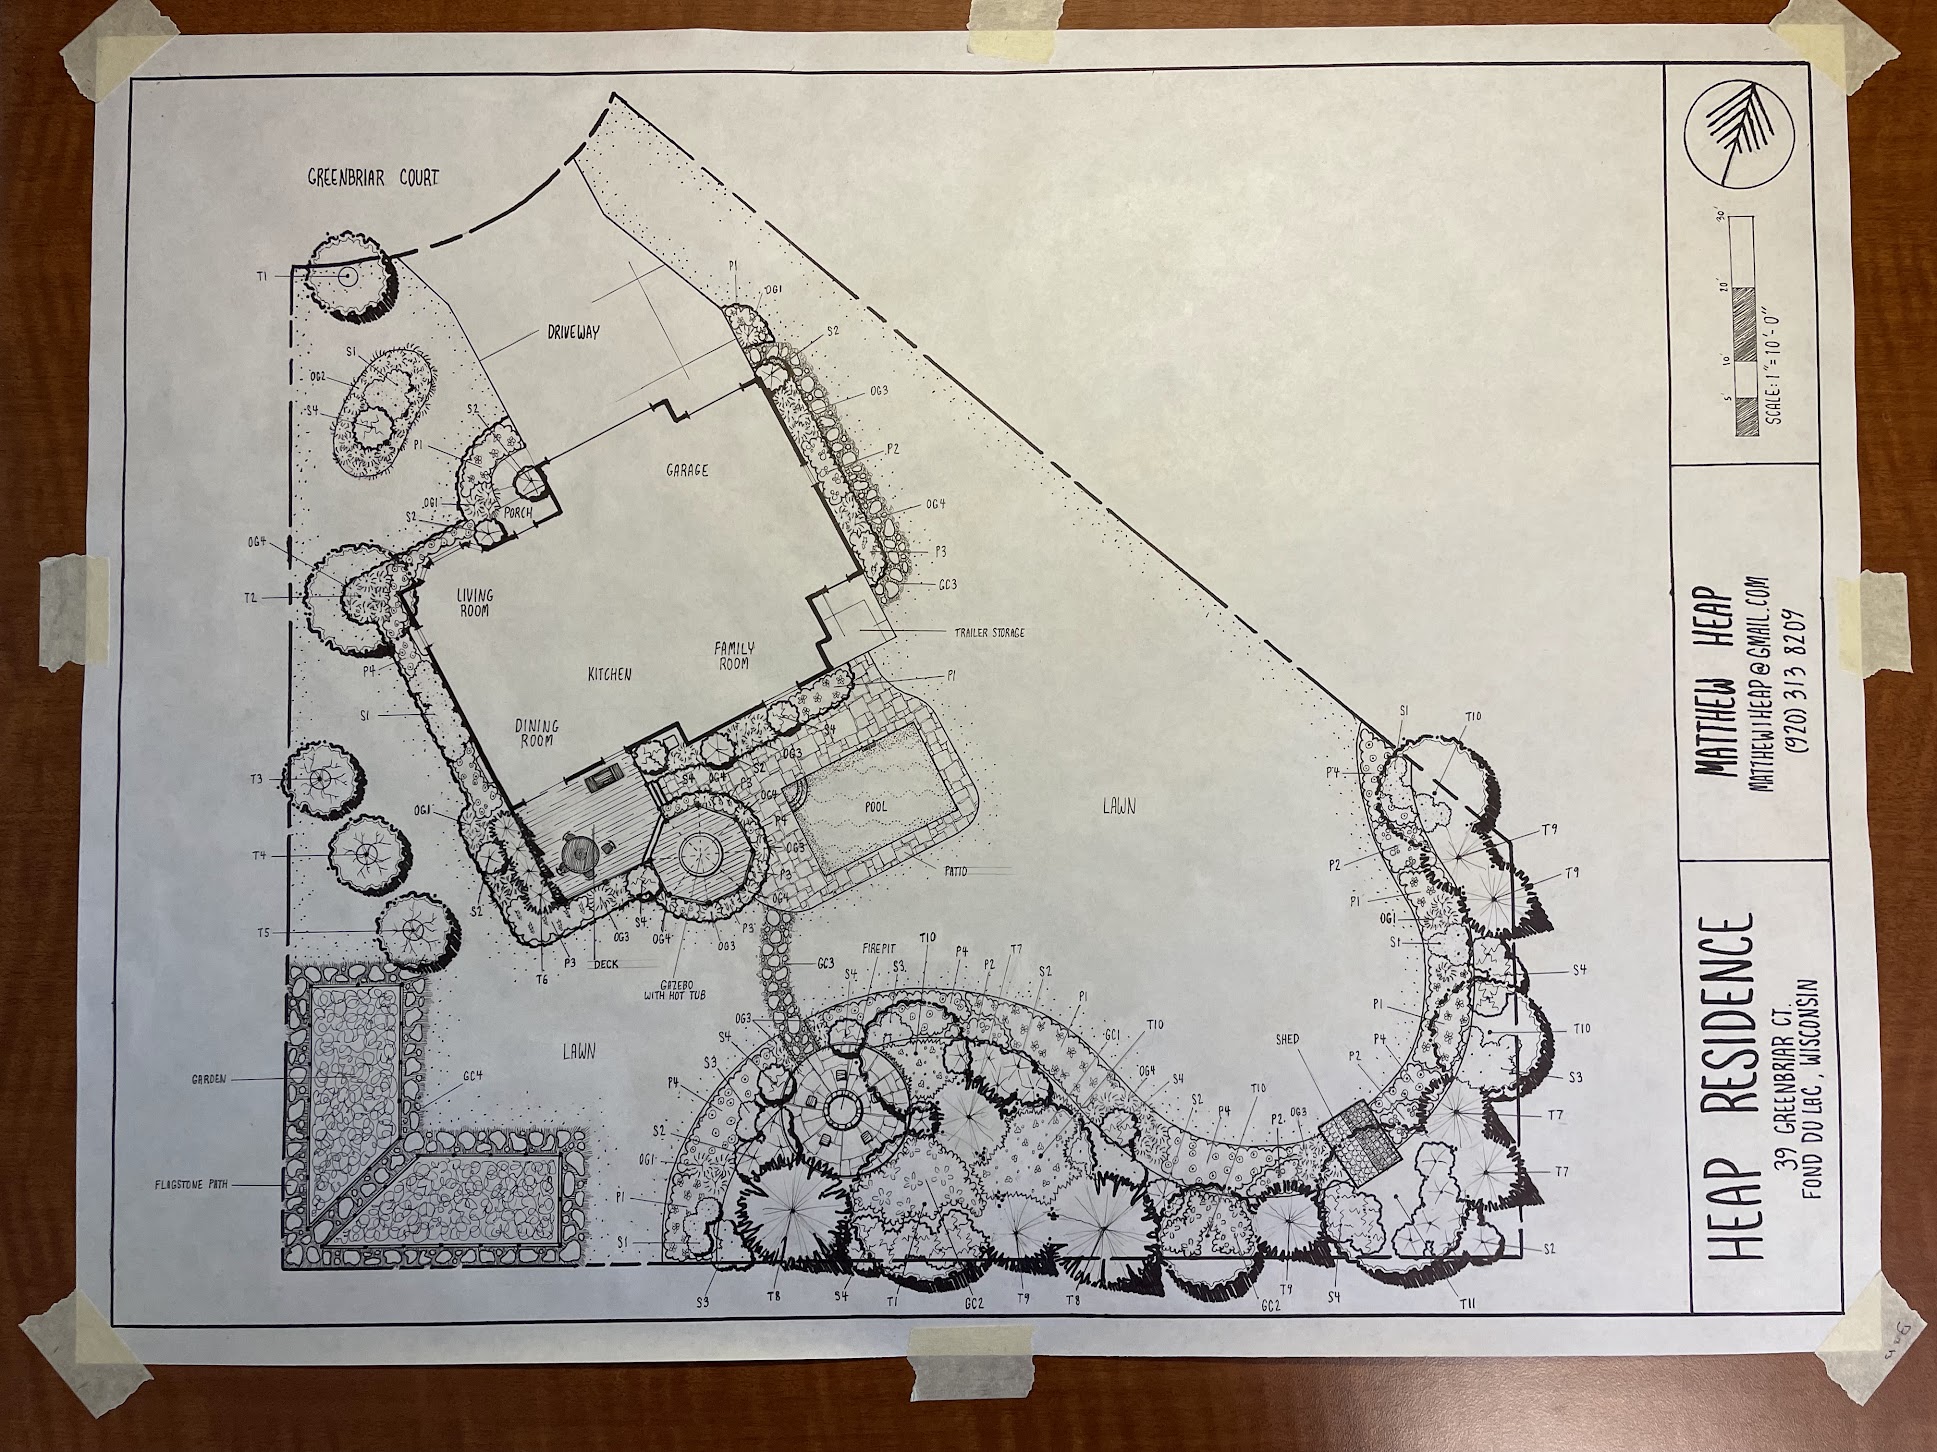 GREENBRIAR COURT
T1
P1
OG1
DRIVEWAY
S2
S1
OG2
OG3
S4
S2
P1
P2
GARAGE
OG1
OG4
PORCH
S2
OG4
P3
GC3
T2
LIVING
ROOM
TRAILER STORAGE
FAMILY
ROOM
P4
KITCHEN
P1
S1
DINING
ROOM
S4
OG3
S2
OG4
S4
T3
P3
OG4
POOL
LAWN
OG1
P4
OG3
T4
PATIO
P3
OG4
S2
S4
P3
T5
OG3
OG4
OG3
P3
DECK
T6
GAZEBO
WITH HOT TUB
GC3
S1
T10
P4
T9
P2
T9
P1
OG1
S1
S4
FIREPIT
T10
S4
S3
P4
P2
T7
S2
P1
P1
T10
GC1
T10
OG3
S4
S3
P4
LAWN
SHED
P4
P2
S3
GARDEN
GC4
OG4
S4
S2
P4
T10
P2
OG3
T7
S2
OG1
T7
FLAGSTONE PATH
P1
S1
S2
S3
T8
S4
T1
GC2
T9
T8
GC2
T9
S4
T11
5'
10'
20'
30'
SCALE: 1"=10'-0"
MATTHEW HEAP
MATTHEW1HEAP@GMAIL.COM
(920) 313 8209
HEAP RESIDENCE
39 GREENBRIAR CT.
FOND DU LAC, WISCONSIN